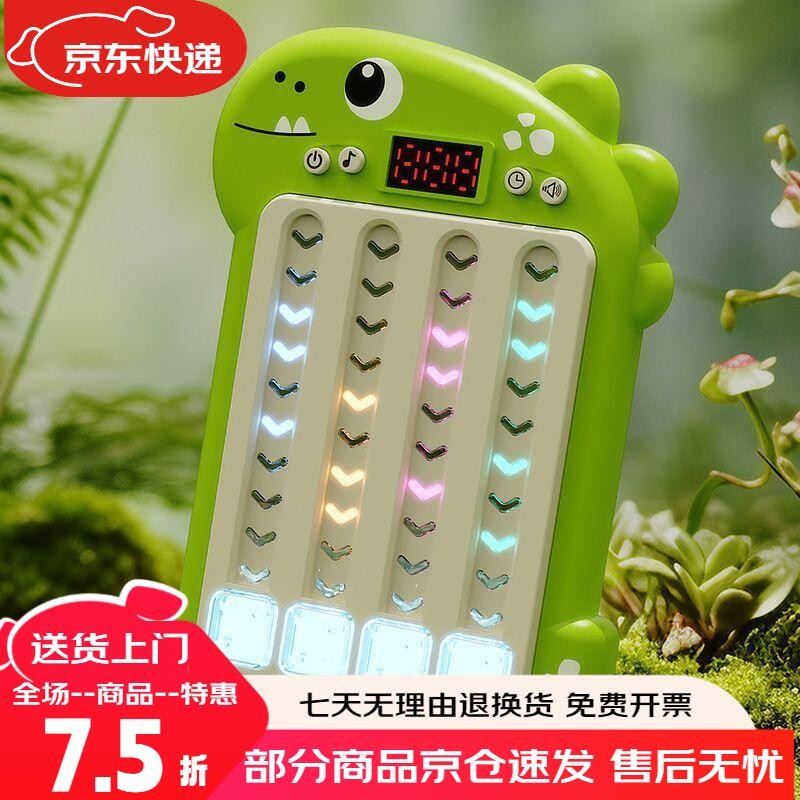 京东快递
送货上门
全场--商品--特惠
7.5折
七天无理由退换货 免费开票
部分商品京仓速发 售后无忧